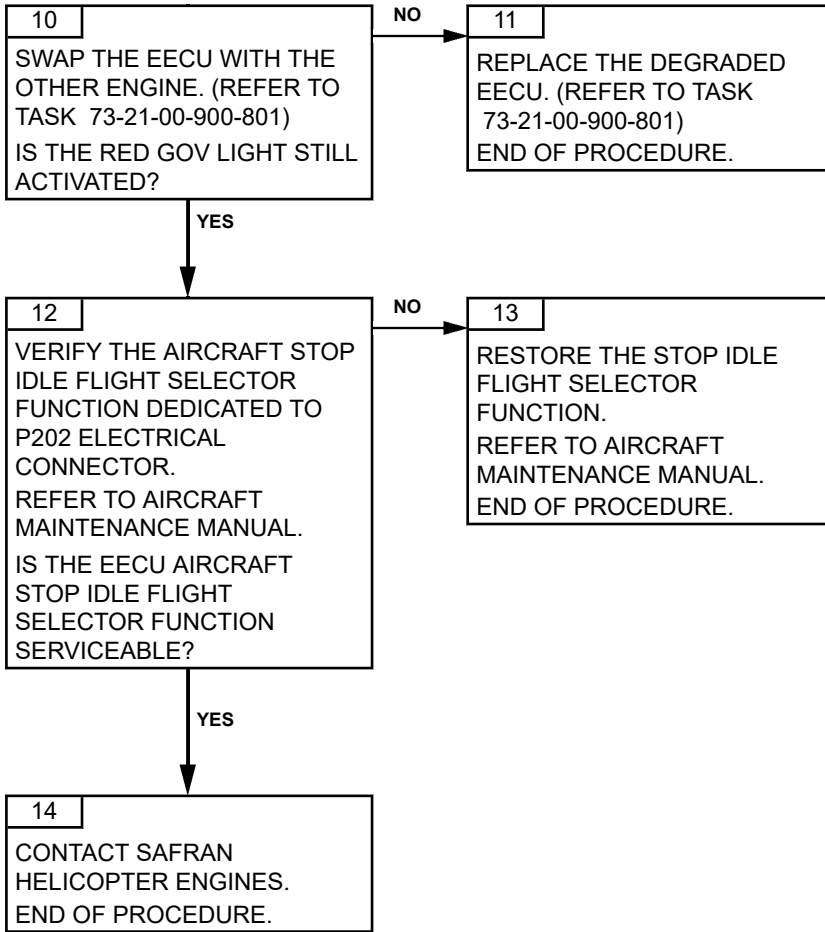 10
SWAP THE EECU WITH THE
OTHER ENGINE. (REFER TO
TASK 73-21-00-900-801)
IS THE RED GOV LIGHT STILL
ACTIVATED?
NO
11
REPLACE THE DEGRADED
EECU. (REFER TO TASK
73-21-00-900-801)
END OF PROCEDURE.
YES
12
VERIFY THE AIRCRAFT STOP
IDLE FLIGHT SELECTOR
FUNCTION DEDICATED TO
P202 ELECTRICAL
CONNECTOR.
REFER TO AIRCRAFT
MAINTENANCE MANUAL.
IS THE EECU AIRCRAFT
STOP IDLE FLIGHT
SELECTOR FUNCTION
SERVICEABLE?
NO
13
RESTORE THE STOP IDLE
FLIGHT SELECTOR
FUNCTION.
REFER TO AIRCRAFT
MAINTENANCE MANUAL.
END OF PROCEDURE.
YES
14
CONTACT SAFRAN
HELICOPTER ENGINES.
END OF PROCEDURE.